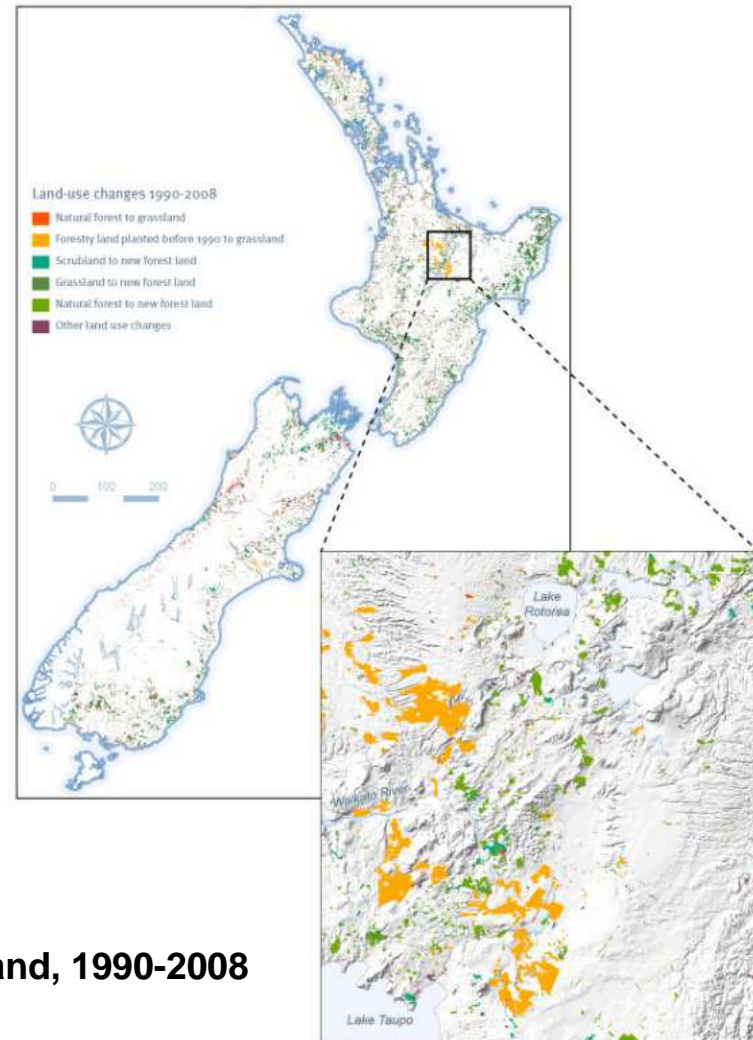 Land-use changes 1990-2008
Natural forest to grassland
Forestry land planted before 1990 to grassland
Scrubland to new forest land
Grassland to new forest land
Natural forest to new forest land
Other land use changes
0 100 200
Lake
Rotorua
Waikato River
Lake Taupo
and, 1990-2008